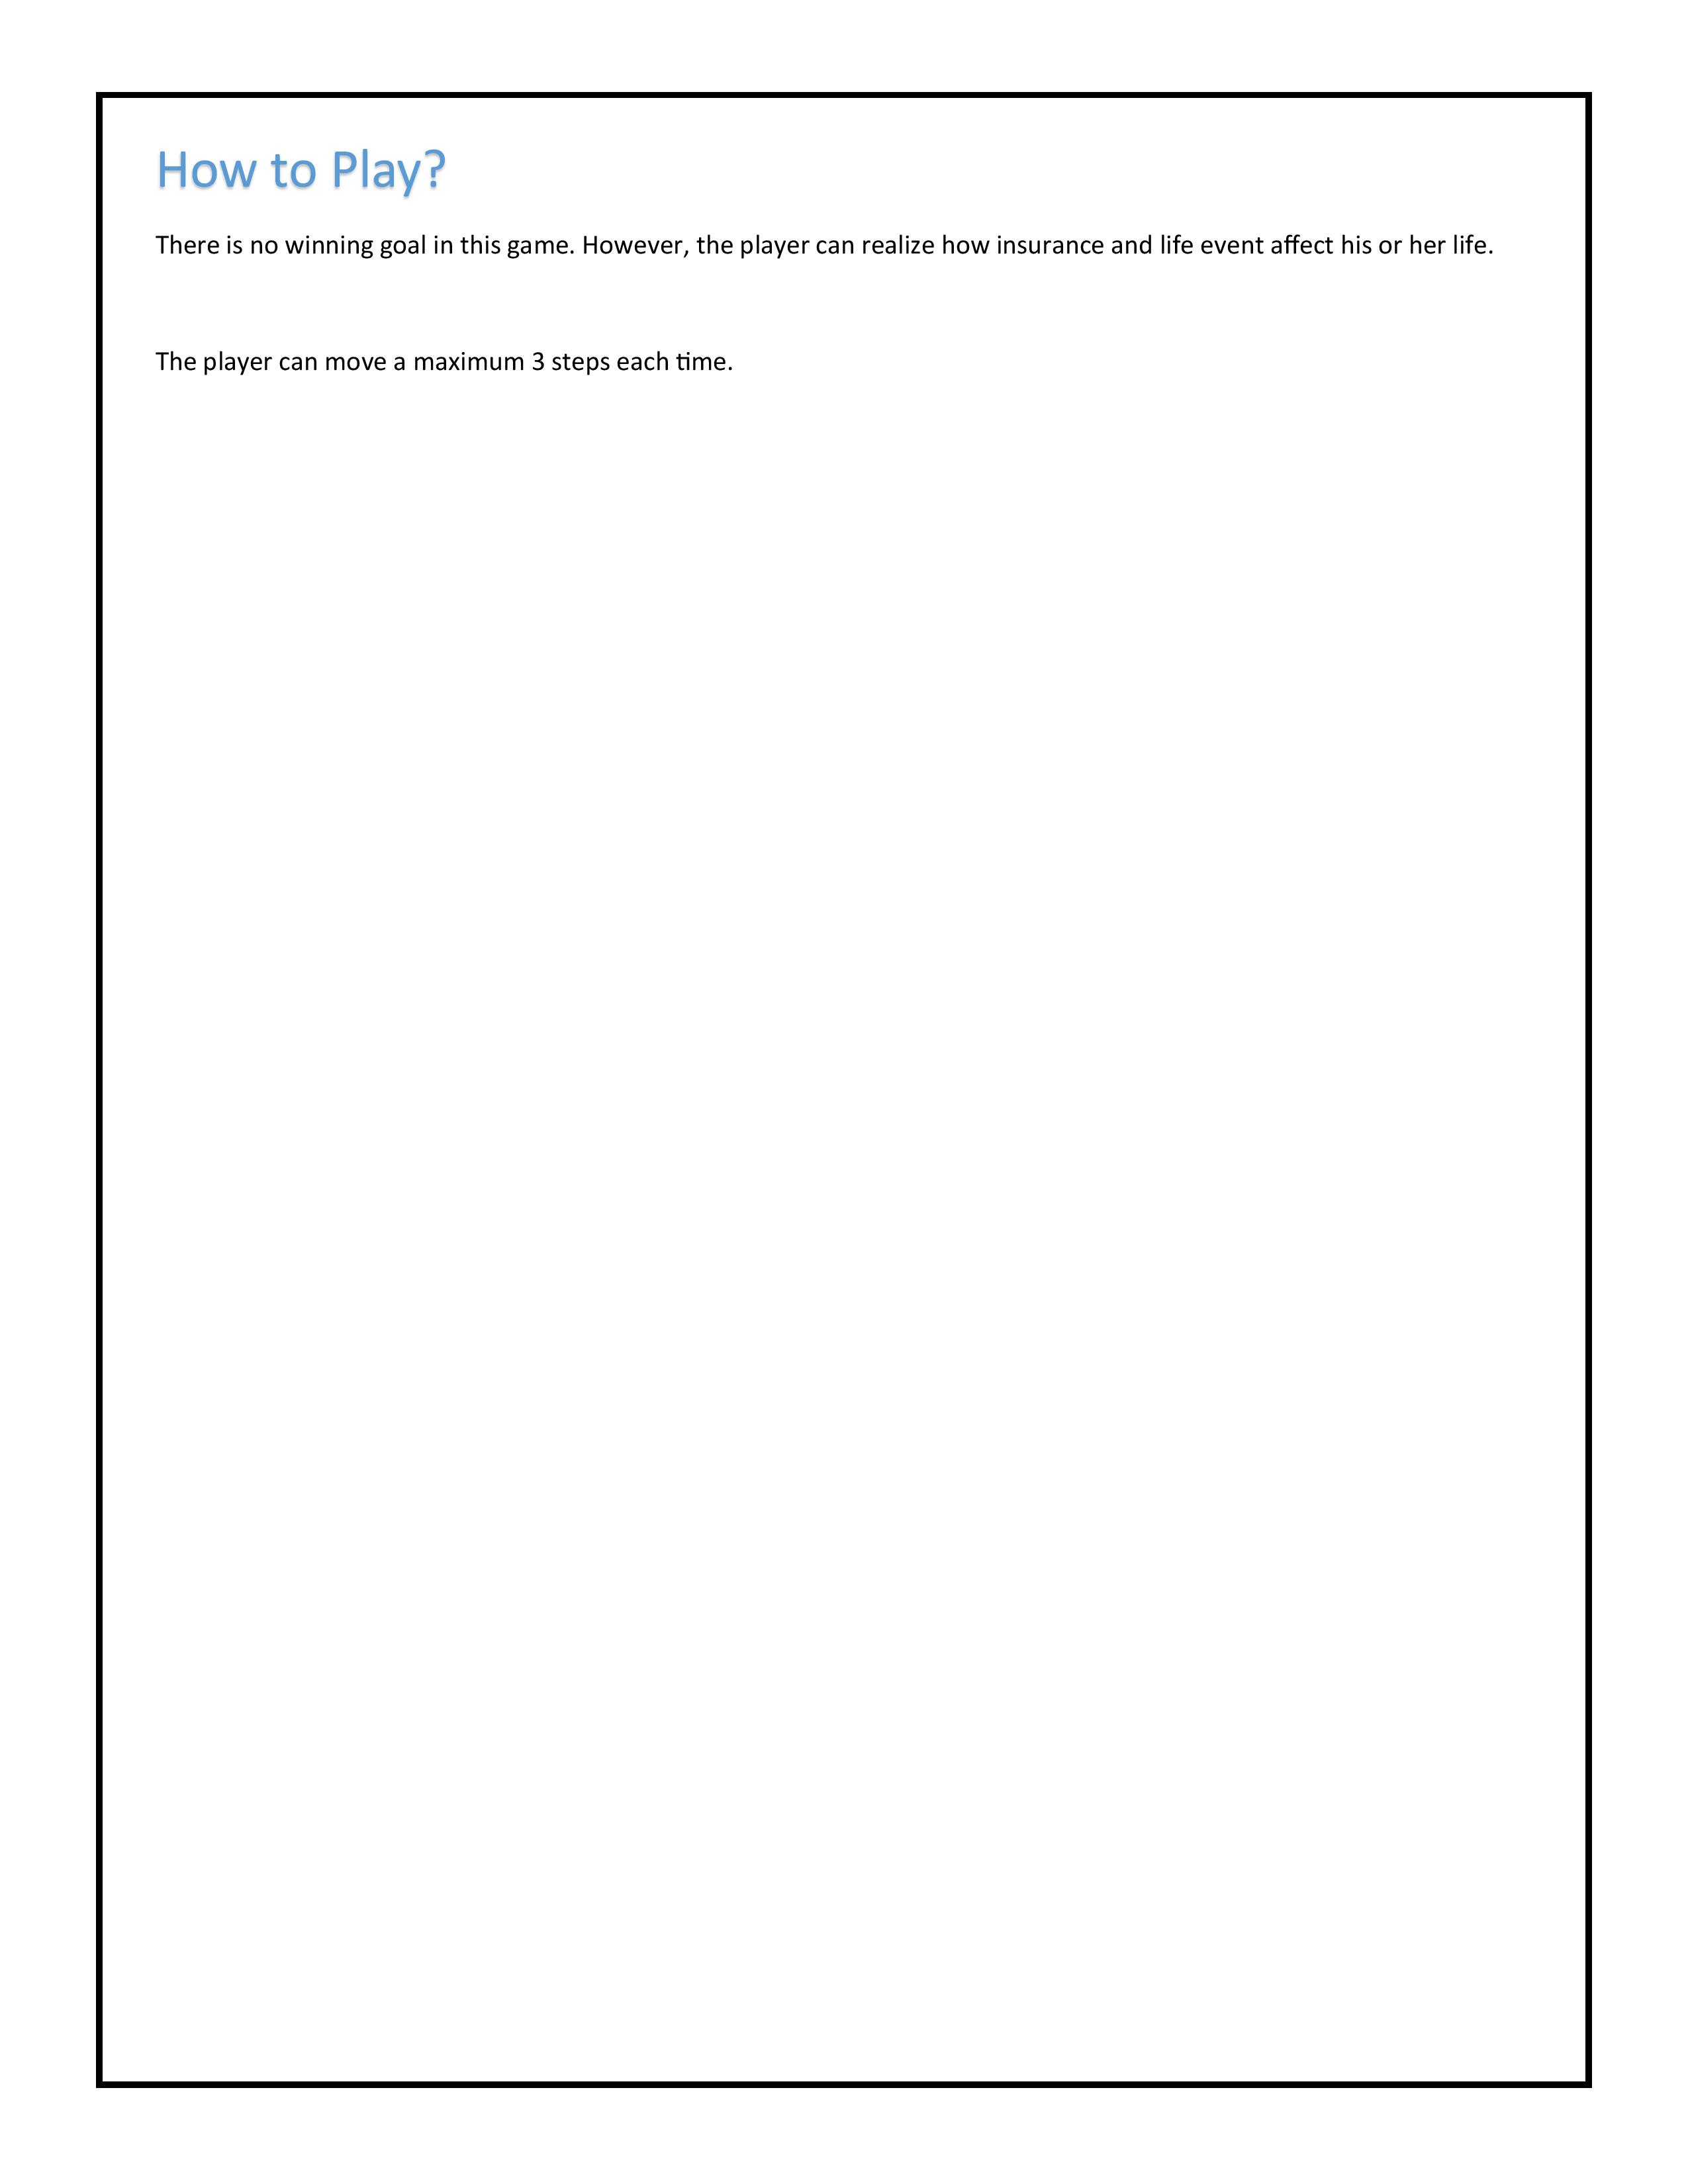 How to Play?
There is no winning goal in this game. However, the player can realize how insurance and life event affect his or her life.
The player can move a maximum 3 steps each time.